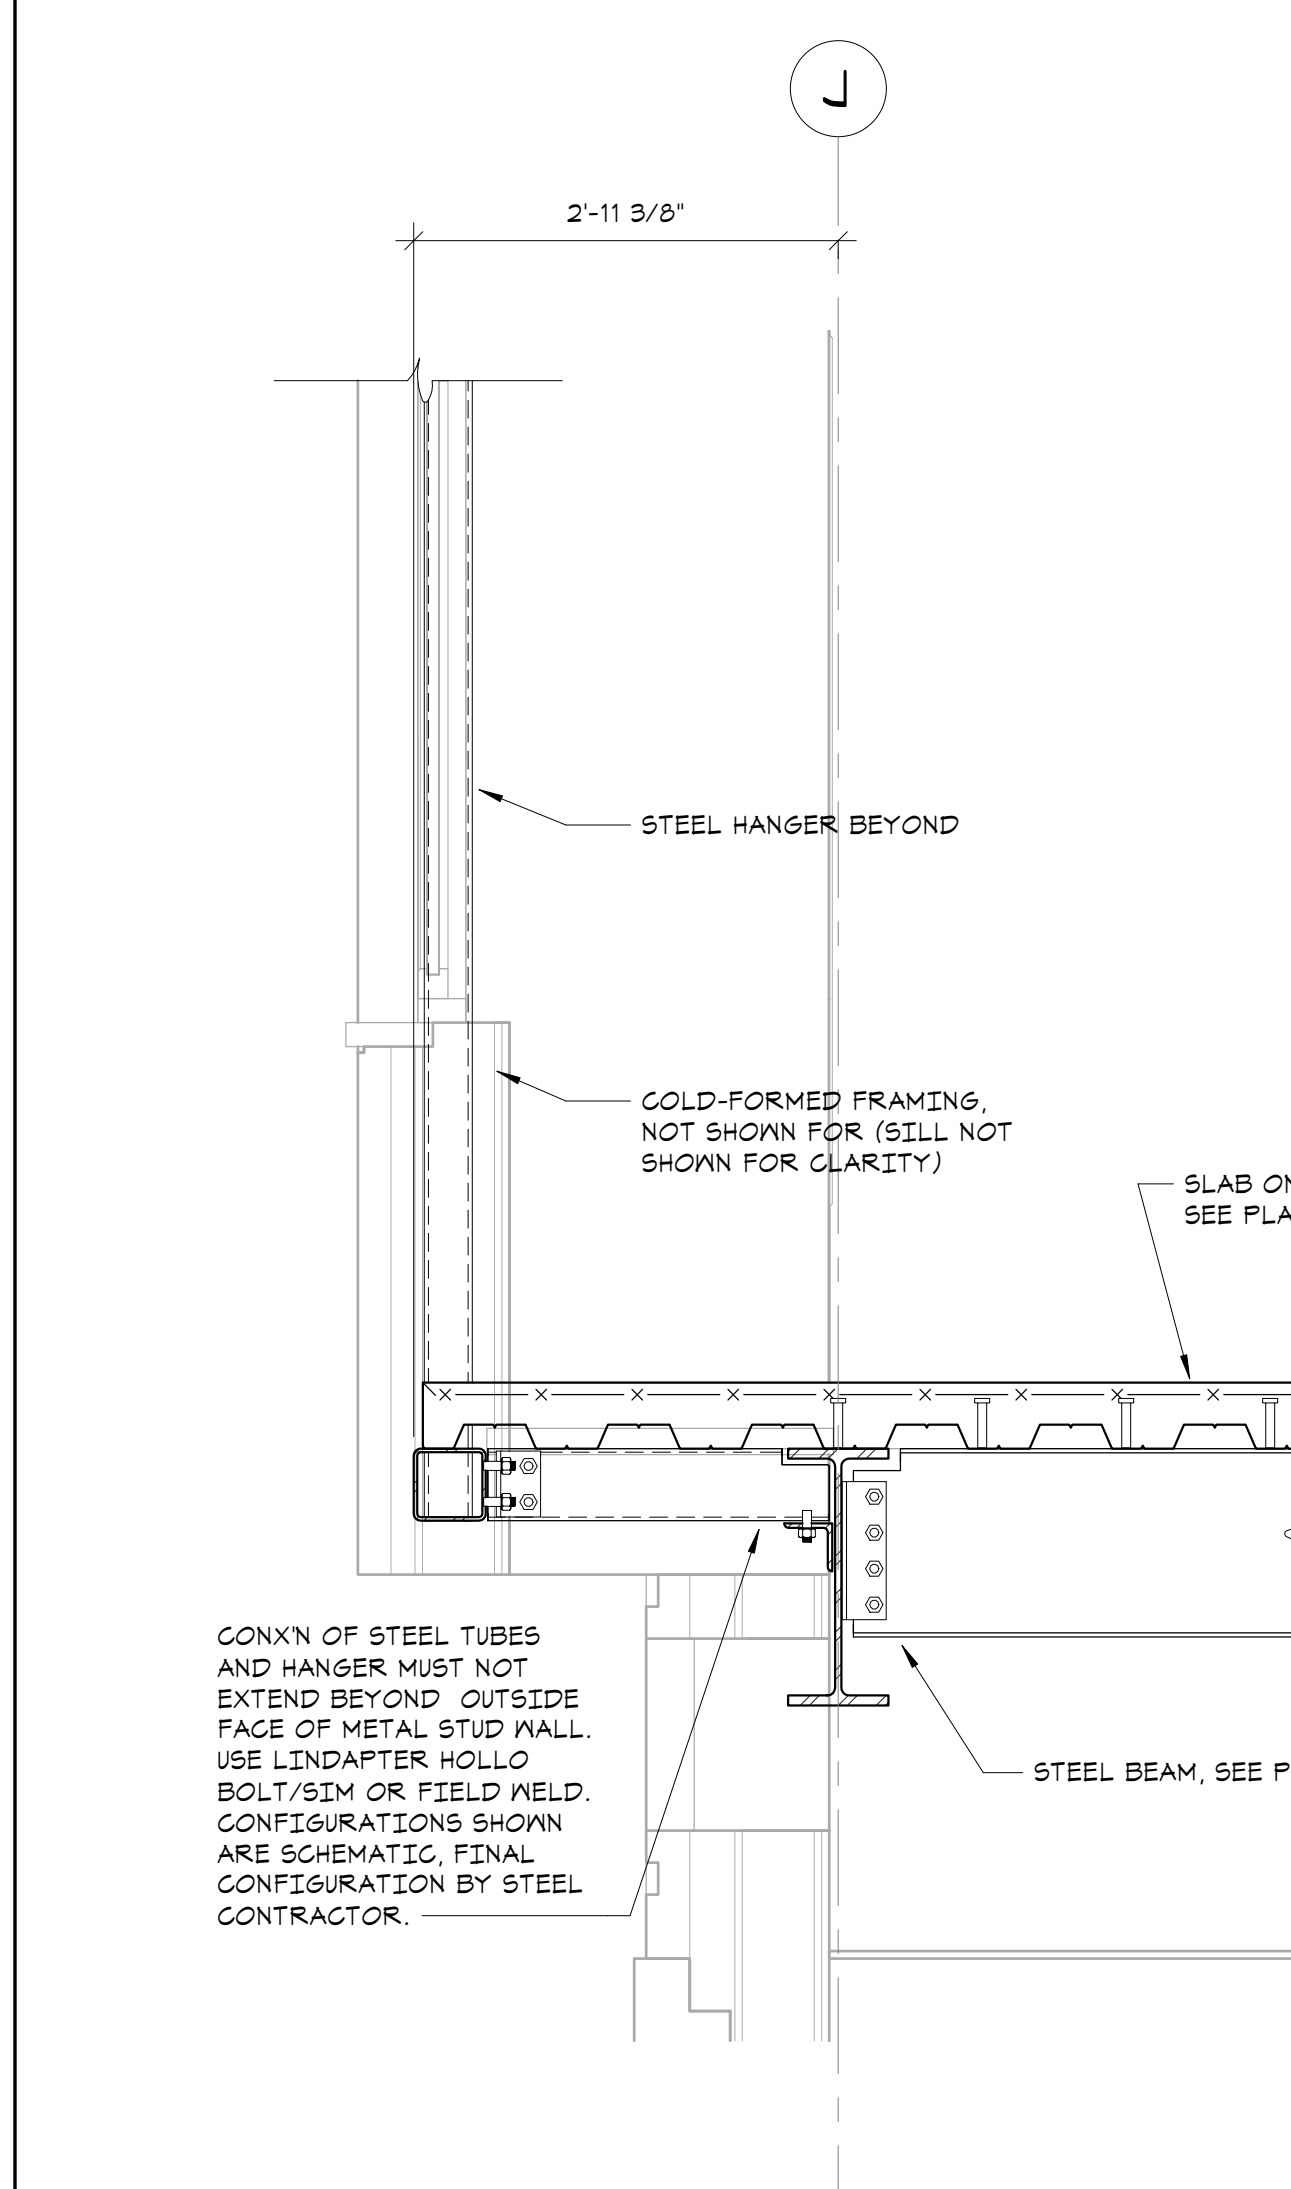 J
2'-11 3/8"
STEEL HANGER BEYOND
COLD-FORMED FRAMING,
NOT SHOWN FOR (SILL NOT
SHOWN FOR CLARITY)
SLAB
SEE
CONX'N OF STEEL TUBES
AND HANGER MUST NOT
EXTEND BEYOND OUTSIDE
FACE OF METAL STUD WALL.
USE LINDAPTER HOLLO
BOLT/SIM OR FIELD WELD.
CONFIGURATIONS SHOWN
ARE SCHEMATIC, FINAL
CONFIGURATION BY STEEL
CONTRACTOR.
STEEL BEAM, SEE